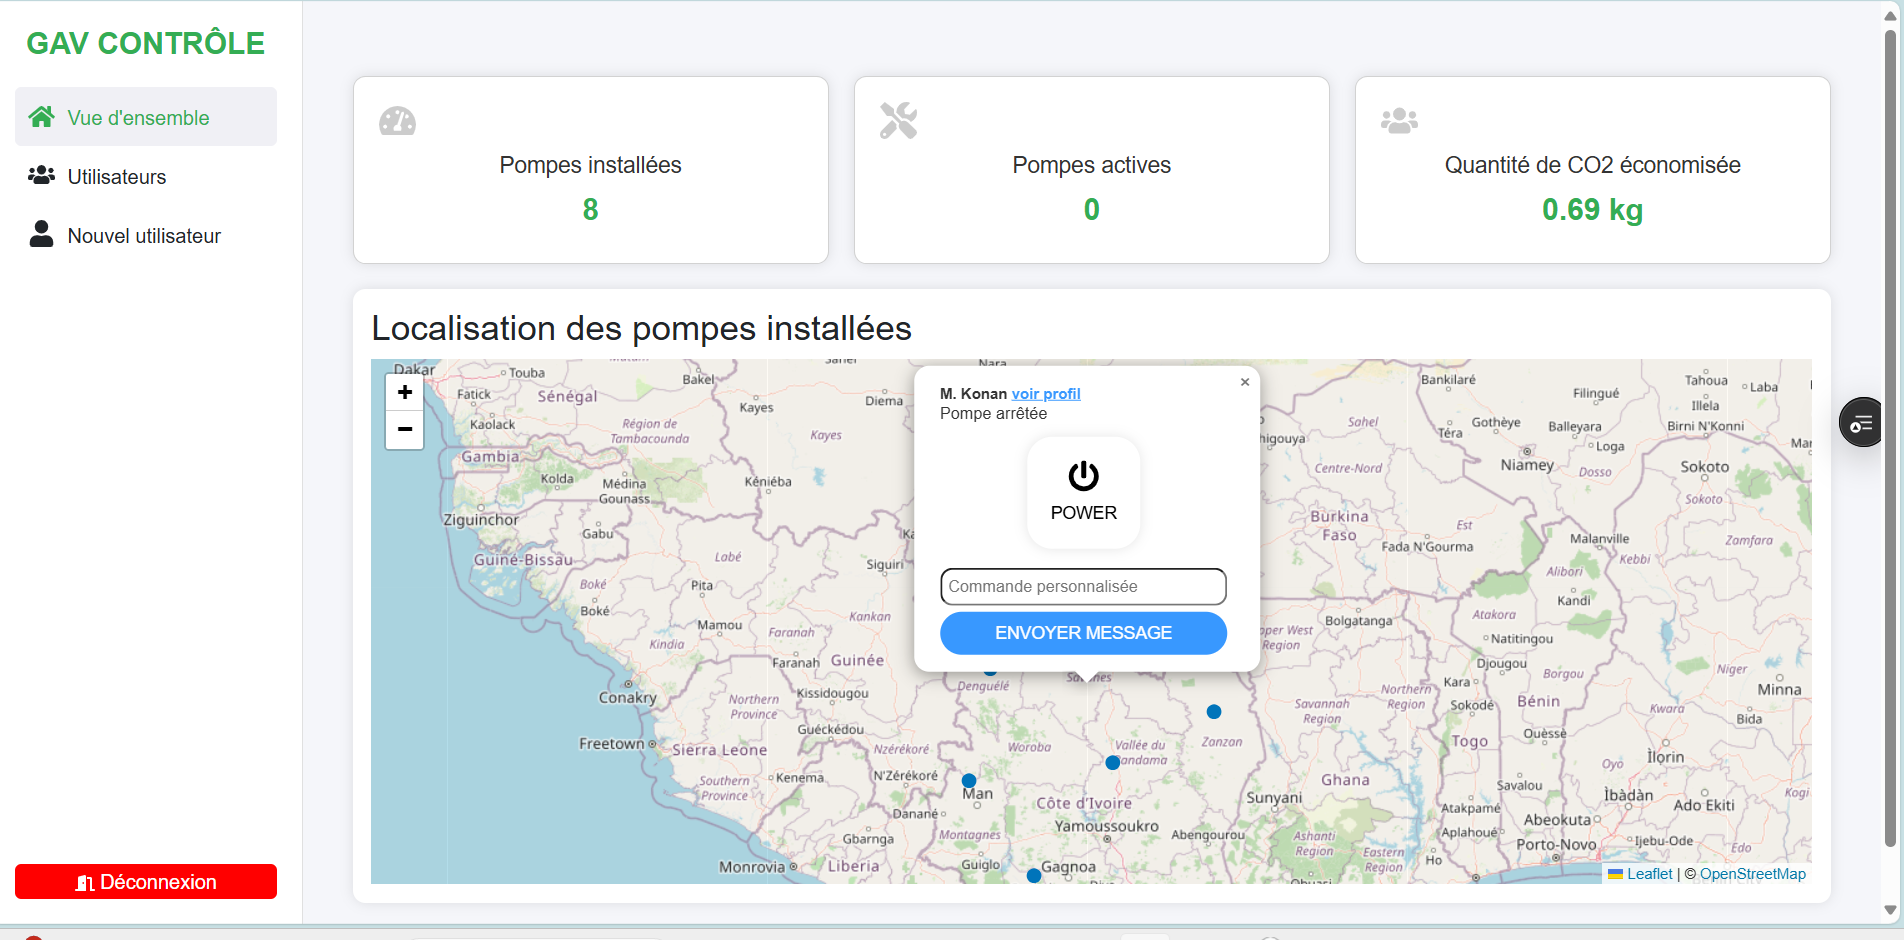 GAV CONTRÔLE
Vue d'ensemble
Utilisateurs
Nouvel utilisateur
Déconnexion
Pompes installées
8
Pompes actives
0
Quantité de CO2 économisée
0.69 kg
Localisation des pompes installées
+
−
M. Konan voir profil
Pompe arrêtée
×
POWER
Commande personnalisée
ENVOYER MESSAGE
Dakar
Touba
Fatick
Sénégal
Kaolack
Région de
Tambacounda
Gambia
Kolda
Médina
Gounass
Ziguinchor
Gabu
Guiné-Bissau
Boké
Boké
Bakel
Kayes
Diema
Kayes
Kéniéba
Labé
Pita
Siguiri
Mamou
Kindia
Faranah
Kankan
Faranah
Guinée
Conakry
Kissidougou
Northern
Province
Guéckédou
Freetown
Sierra Leone
Nzérékoré
Southern
Province
Kenema
N'Zérékoré
Danané
Gbarnga
Montagnes
Monrovia
Liberia
Guiglo
Nara
Denguélé
Woroba
Vallée du
Bandama
Zanzan
Man
Côte d'Ivoire
Yamoussoukro
Abengourou
Gagnoa
Sahel
Centre-Nord
Burkina
Faso
Est
Fada N'Gourma
Bolgatanga
Upper West
Region
Savannah
Region
Northern
Region
Sunyani
Ghana
Ashanti
Region
Eastern
Region
Ho
Bankilaré
Téra
Gothèye
Niamey
Filingué
Balleyara
Loga
Dosso
Tahoua
Laba
Illela
Birni N'Konni
Sokoto
Sokoto
Malanville
Kebbi
Zamfara
Alibori
Kandi
Atakora
Natitingou
Djougou
Kara
Borgou
Sokodé
Bénin
Niger
Minna
Kwara
Bida
Ouèssè
Togo
Ìlorin
Oyo
Savalou
Atakpamé
Ìbàdàn
Ado Ekiti
Kogi
Aplahoué
Abeokuta
Porto-Novo
Ijebu-Ode
Edo
Leaflet | © OpenStreetMap